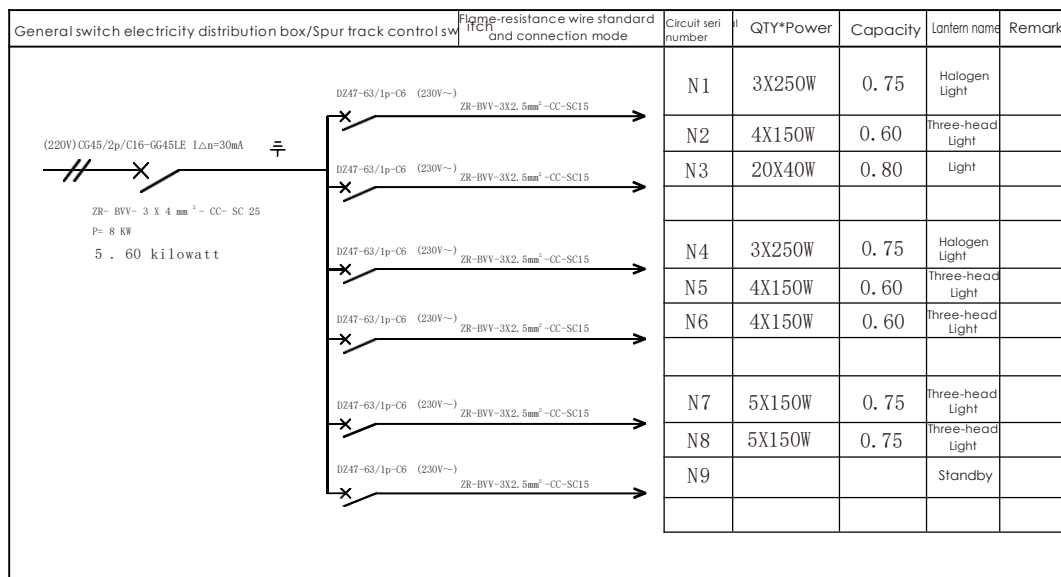 General switch electricity distribution box/Spur track control switch
Flame-resistance wire standard
and connection mode
Circuit serial
number
QTY*Power
Capacity
Lantern name
Remark
(220V)CG45/2p/C16-GG45LE I△n=30mA
ZR- BVV- 3 X 4 mm²- CC- SC 25
P= 8 KW
5 . 60 kilowatt
DZ47-63/1p-C6 (230V~)
ZR-BVV-3X2.5mm²-CC-SC15
DZ47-63/1p-C6 (230V~)
ZR-BVV-3X2.5mm²-CC-SC15
DZ47-63/1p-C6 (230V~)
ZR-BVV-3X2.5mm²-CC-SC15
DZ47-63/1p-C6 (230V~)
ZR-BVV-3X2.5mm²-CC-SC15
DZ47-63/1p-C6 (230V~)
ZR-BVV-3X2.5mm²-CC-SC15
DZ47-63/1p-C6 (230V~)
ZR-BVV-3X2.5mm²-CC-SC15
N1 3X250W 0.75 Halogen
Light
N2 4X150W 0.60 Three-head
Light
N3 20X40W 0.80 Light
N4 3X250W 0.75 Halogen
Light
N5 4X150W 0.60 Three-head
Light
N6 4X150W 0.60 Three-head
Light
N7 5X150W 0.75 Three-head
Light
N8 5X150W 0.75 Three-head
Light
N9 Standby